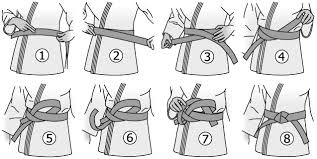 ① ② ③ ④
⑤ ⑥ ⑦ ⑧